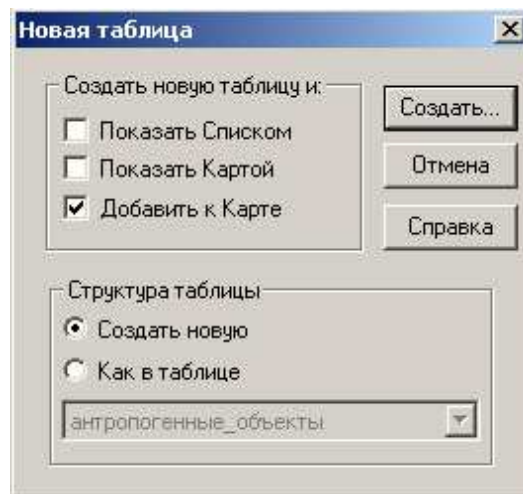 Новая таблица
Создать новую таблицу и:
Показать Списком
Показать Картой
Добавить к Карте
Создать...
Отмена
Справка
Структура таблицы
Создать новую
Как в таблице
антропогенные_объекты